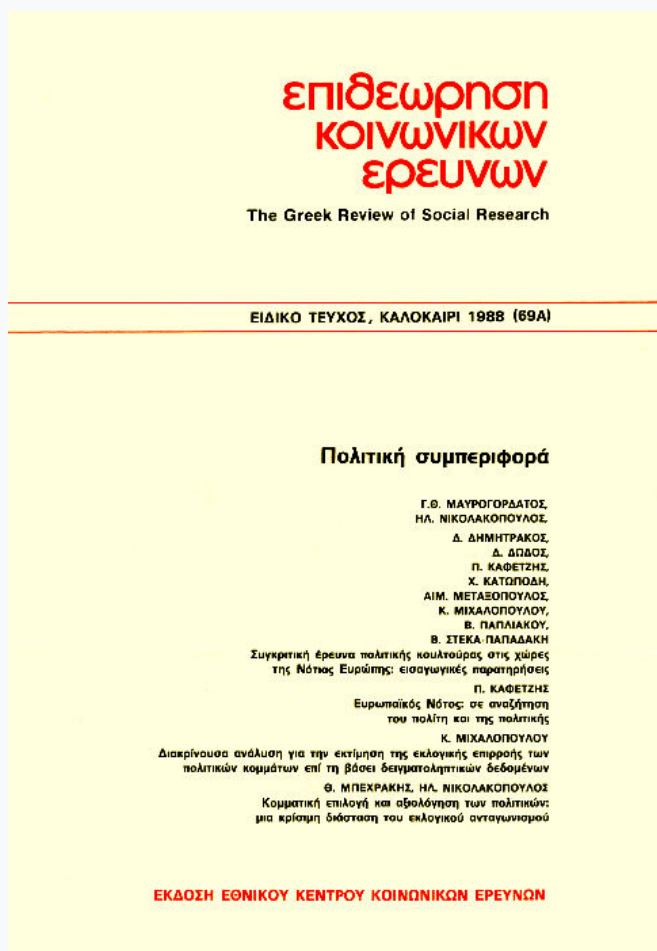 επιθεωρηση
κοινωνικων
ερευνων
The Greek Review of Social Research
ΕΙΔΙΚΟ ΤΕΥΧΟΣ, ΚΑΛΟΚΑΙΡΙ 1988 (69Α)
Πολιτική συμπεριφορά
Γ.Θ. ΜΑΥΡΟΓΟΡΔΑΤΟΣ,
ΗΛ. ΝΙΚΟΛΑΚΟΠΟΥΛΟΣ,
Δ. ΔΗΜΗΤΡΑΚΟΣ,
Δ. ΔΩΔΟΣ,
Π. ΚΑΦΕΤΖΗΣ,
Χ. ΚΑΤΩΠΟΔΗ,
ΑΙΜ. ΜΕΤΑΞΟΠΟΥΛΟΣ,
Κ. ΜΙΧΑΛΟΠΟΥΛΟΥ,
Β. ΠΑΠΛΙΑΚΟΥ,
Β. ΣΤΕΚΑ-ΠΑΠΑΔΑΚΗ
Συγκριτική έρευνα πολιτικής κουλτούρας στις χώρες
της Νότιας Ευρώπης: εισαγωγικές παρατηρήσεις
Π. ΚΑΦΕΤΖΗΣ
Ευρωπαϊκός Νότος: σε αναζήτηση
του πολίτη και της πολιτικής
Κ. ΜΙΧΑΛΟΠΟΥΛΟΥ
Διακρίνουσα ανάλυση για την εκτίμηση της εκλογικής επιρροής των
πολιτικών κομμάτων επί τη βάσει δειγματοληπτικών δεδομένων
Θ. ΜΠΕΧΡΑΚΗΣ, ΗΛ. ΝΙΚΟΛΑΚΟΠΟΥΛΟΣ
Κομματική επιλογή και αξιολόγηση των πολιτικών:
μια κρίσιμη διάσταση του εκλογικού ανταγωνισμού
ΕΚΔΟΣΗ ΕΘΝΙΚΟΥ ΚΕΝΤΡΟΥ ΚΟΙΝΩΝΙΚΩΝ ΕΡΕΥΝΩΝ